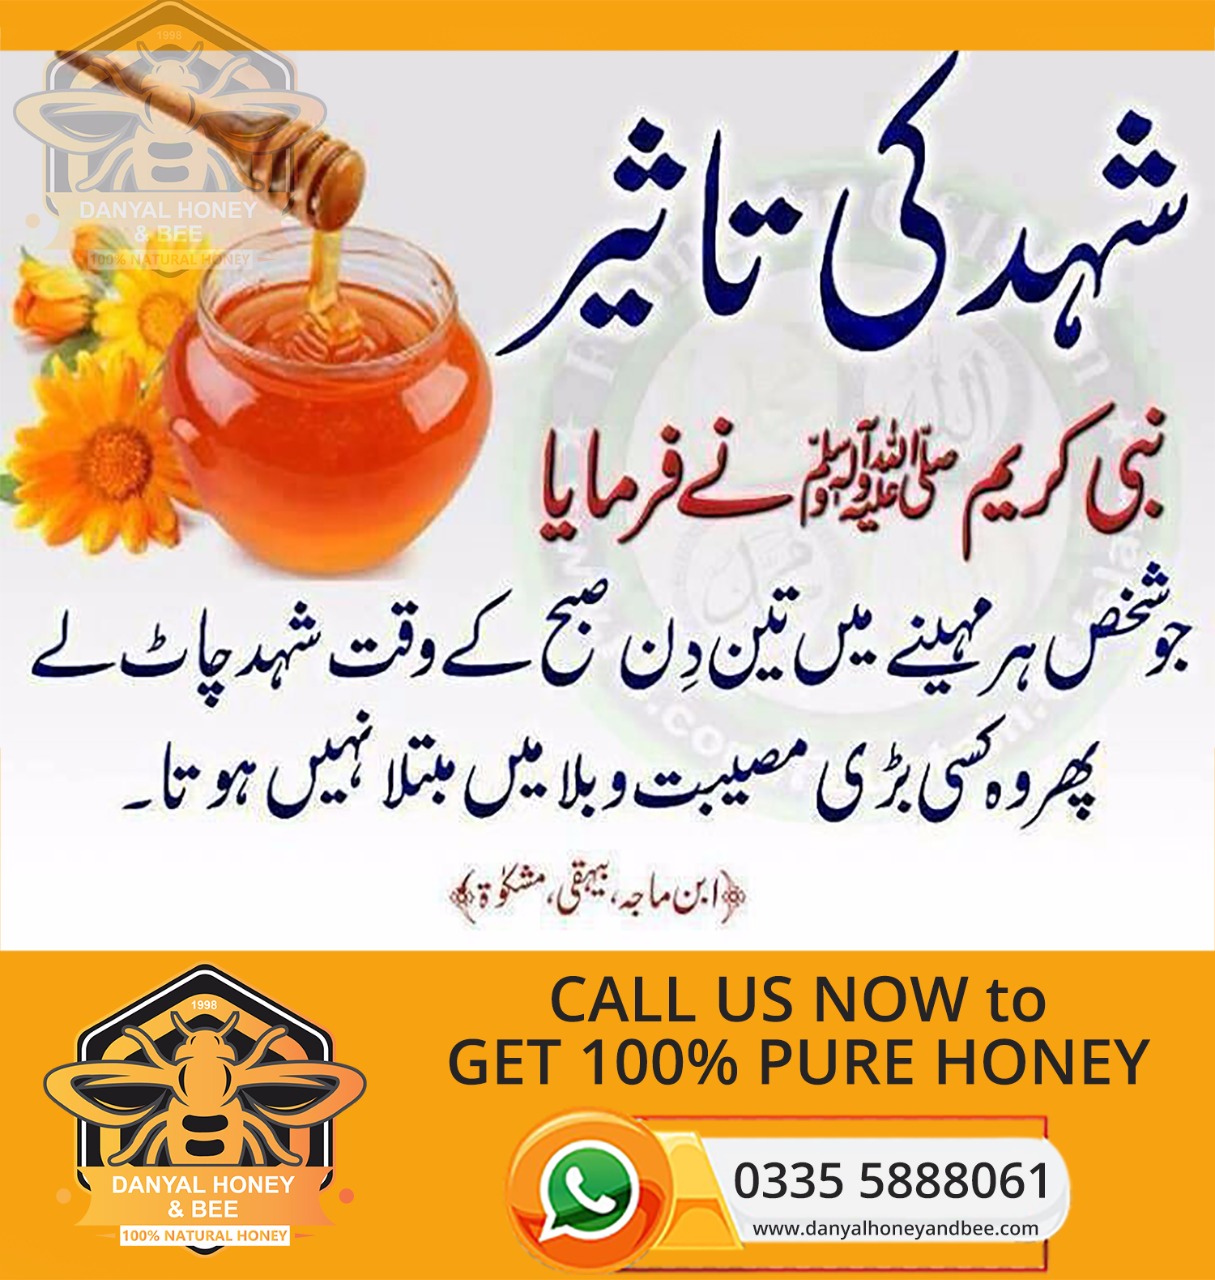 1998
DANYAL HONEY
& BEE
100% NATURAL HONEY
شہد کی تاثیر
نبی کریم صلی اللہ علیہ وآلہ وسلم نے فرمایا
جو شخص ہر مہینے میں تین دِن صبح کے وقت شہد چاٹ لے
پھر وہ کسی بڑی مصیبت و بلا میں مبتلا نہیں ہوتا۔
﴿ابن ماجہ، بیہقی، مشکوٰۃ﴾
CALL US NOW to
GET 100% PURE HONEY
1998
DANYAL HONEY
& BEE
100% NATURAL HONEY
0335 5888061
www.danyalhoneyandbee.com